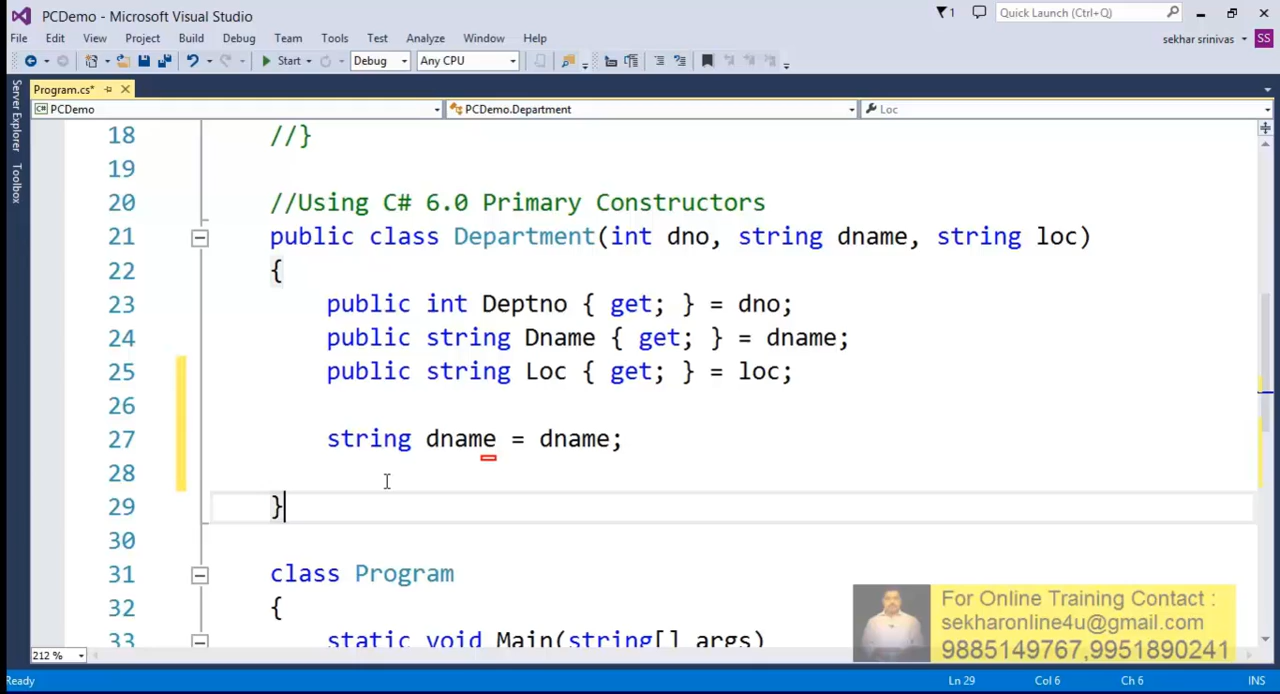 PCDemo - Microsoft Visual Studio
1
Quick Launch (Ctrl+Q)
File Edit View Project Build Debug Team Tools Test Analyze Window Help
sekhar srinivas SS
Start Debug Any CPU
Program.cs*
C# PCDemo PCDemo.Department Loc
Server Explorer
Toolbox
18 //}
19
20 //Using C# 6.0 Primary Constructors
21 public class Department(int dno, string dname, string loc)
22 {
23 public int Deptno { get; } = dno;
24 public string Dname { get; } = dname;
25 public string Loc { get; } = loc;
26
27 string dname = dname;
28
29 }
30
31 class Program
32 {
33 static void Main(string[] args)
For Online Training Contact :
sekharonline4u@gmail.com
9885149767,9951890241
212 %
Ready Ln 29 Col 6 Ch 6 INS